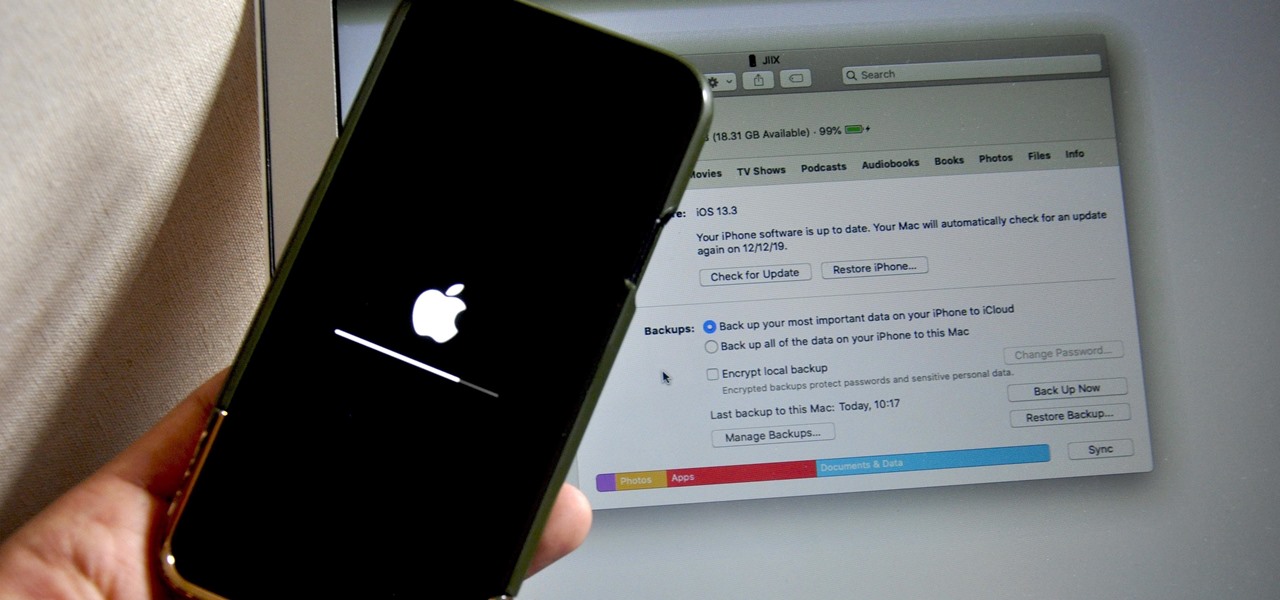 JIIX
Search
(18.31 GB Available) · 99%
TV Shows Podcasts Audiobooks Books Photos Files Info
iOS 13.3
Your iPhone software is up to date. Your Mac will automatically check for an update
again on 12/12/19.
Check for Update Restore iPhone...
Backups: Back up your most important data on your iPhone to iCloud
Back up all of the data on your iPhone to this Mac
Encrypt local backup Change Password...
Encrypted backups protect passwords and sensitive personal data.
Back Up Now
Last backup to this Mac: Today, 10:17
Restore Backup...
Manage Backups...
Photos Apps Documents & Data
Sync